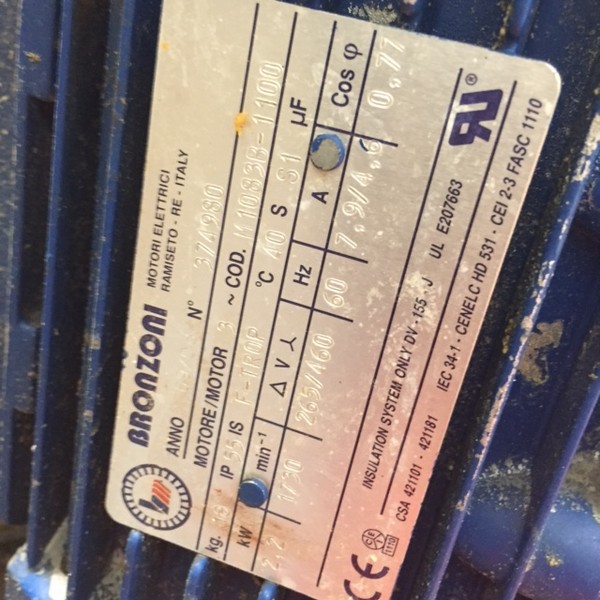 BRONZONI MOTORI ELETTRICI
RAMISETO - RE - ITALY
ANNO N° 374980
MOTORE/MOTOR 3 ~ COD.
kg. IP 55 IS F-TROP °C 40 S S1 µF
kW min-1 Δ V Hz A Cos φ
2.2 265/460 60 7.9/4.6 0.77
INSULATION SYSTEM ONLY DV-155-J UL E207663
CSA 421101 - 421181 IEC 34-1 - CENELC HD 531 - CEI 2-3 FASC 1110
CE